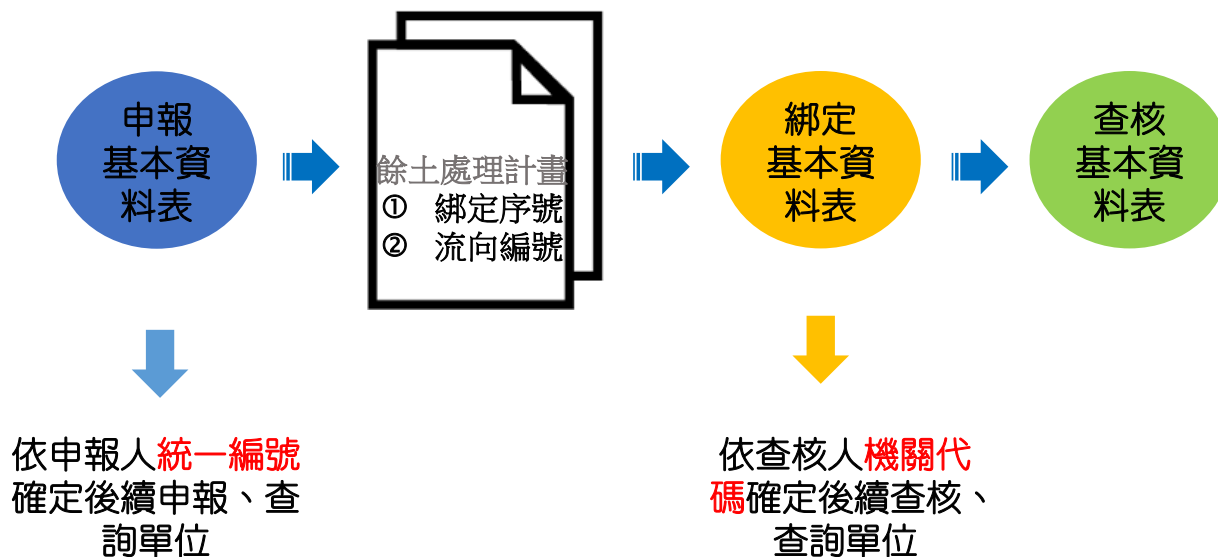 申報
基本資
料表
餘土處理計畫
① 綁定序號
② 流向編號
綁定
基本資
料表
查核
基本資
料表
依申報人統一編號
確定後續申報、查
詢單位
依查核人機關代
碼確定後續查核、
查詢單位